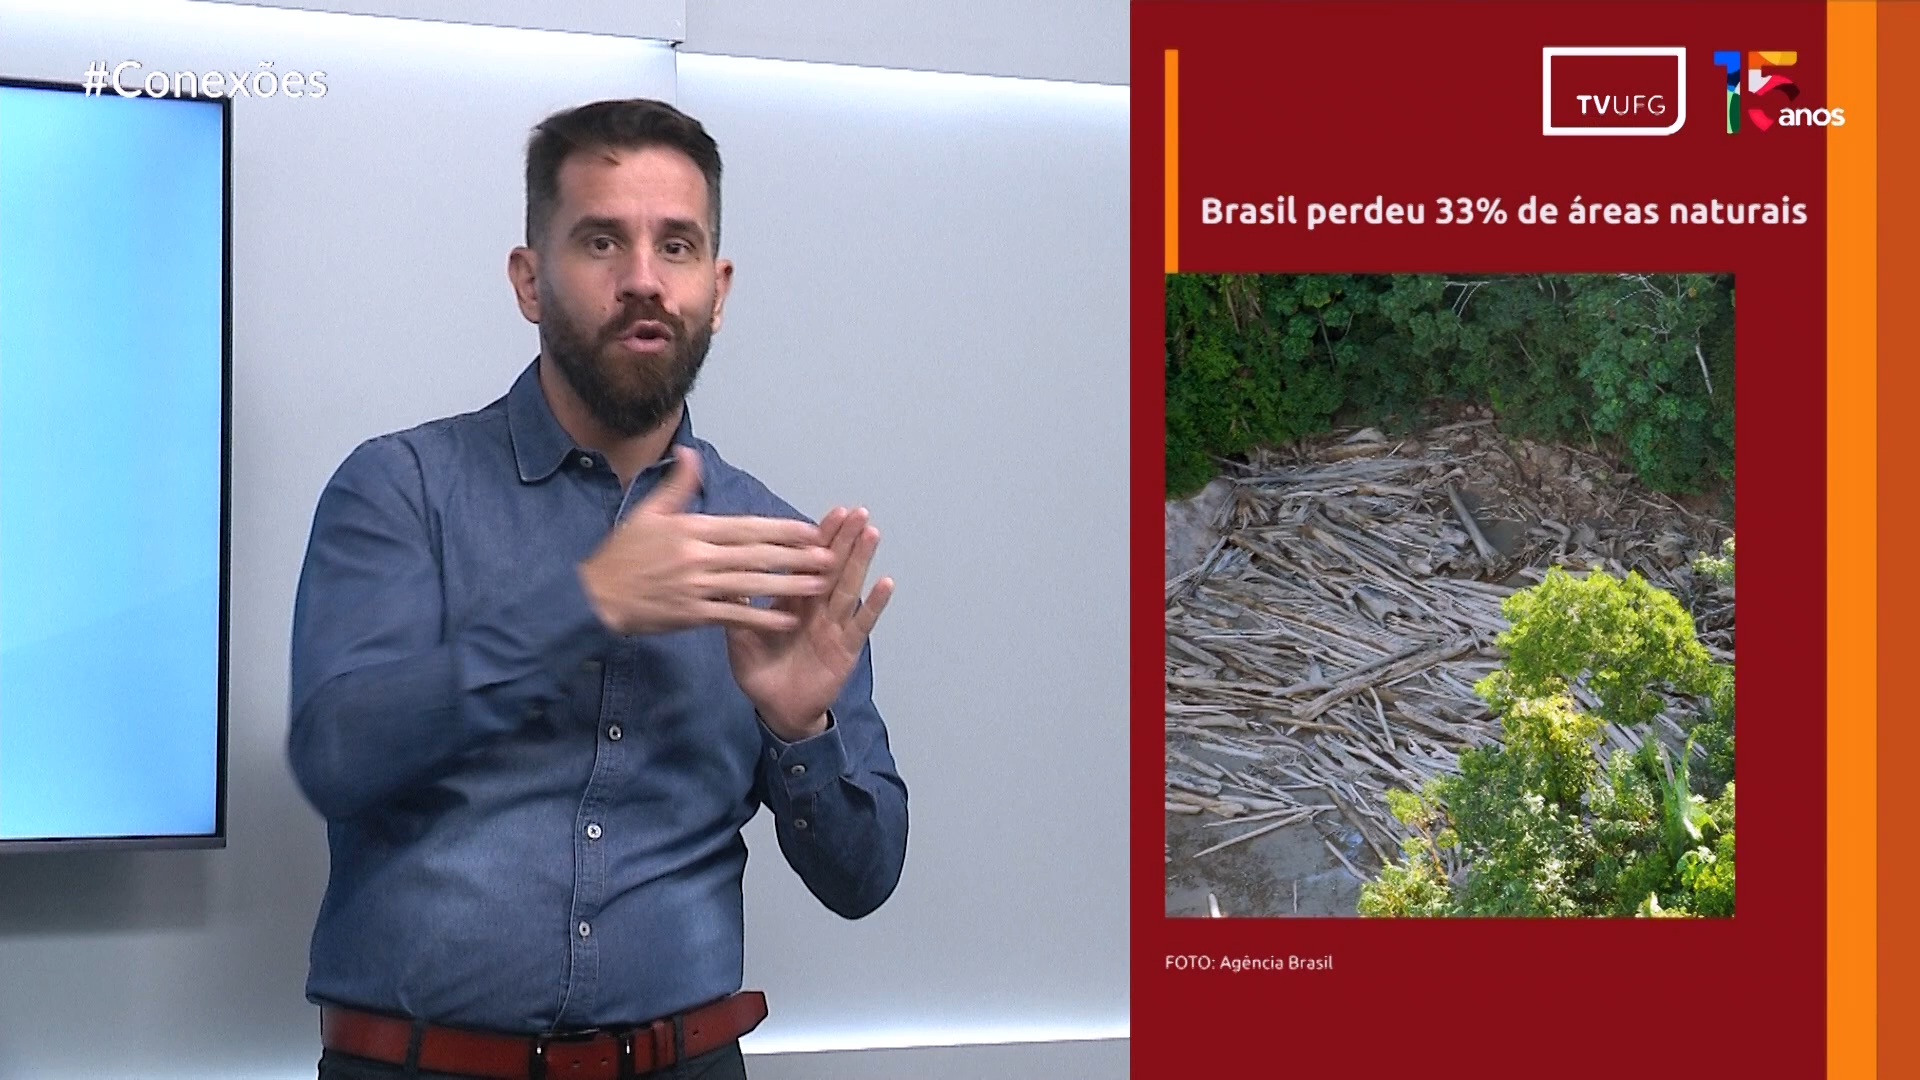 #Conexões
TVUFG
15 anos
Brasil perdeu 33% de áreas naturais
FOTO: Agência Brasil